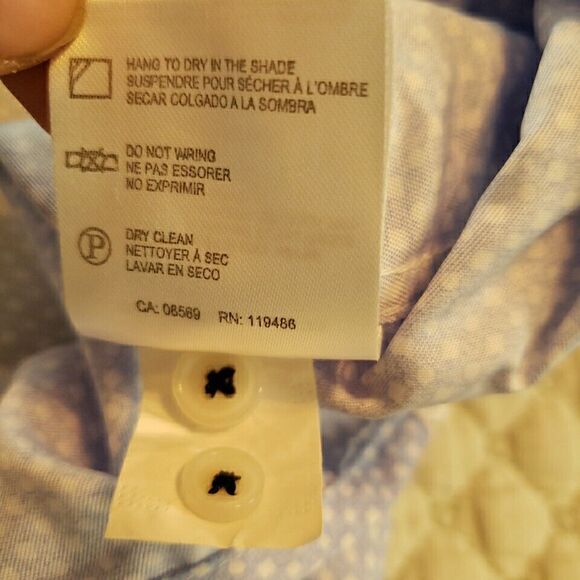 HANG TO DRY IN THE SHADE
SUSPENDRE POUR SÉCHER À L'OMBRE
SECAR COLGADO A LA SOMBRA
DO NOT WRING
NE PAS ESSORER
NO EXPRIMIR
P
DRY CLEAN
NETTOYER À SEC
LAVAR EN SECO
CA: 08569 RN: 119486